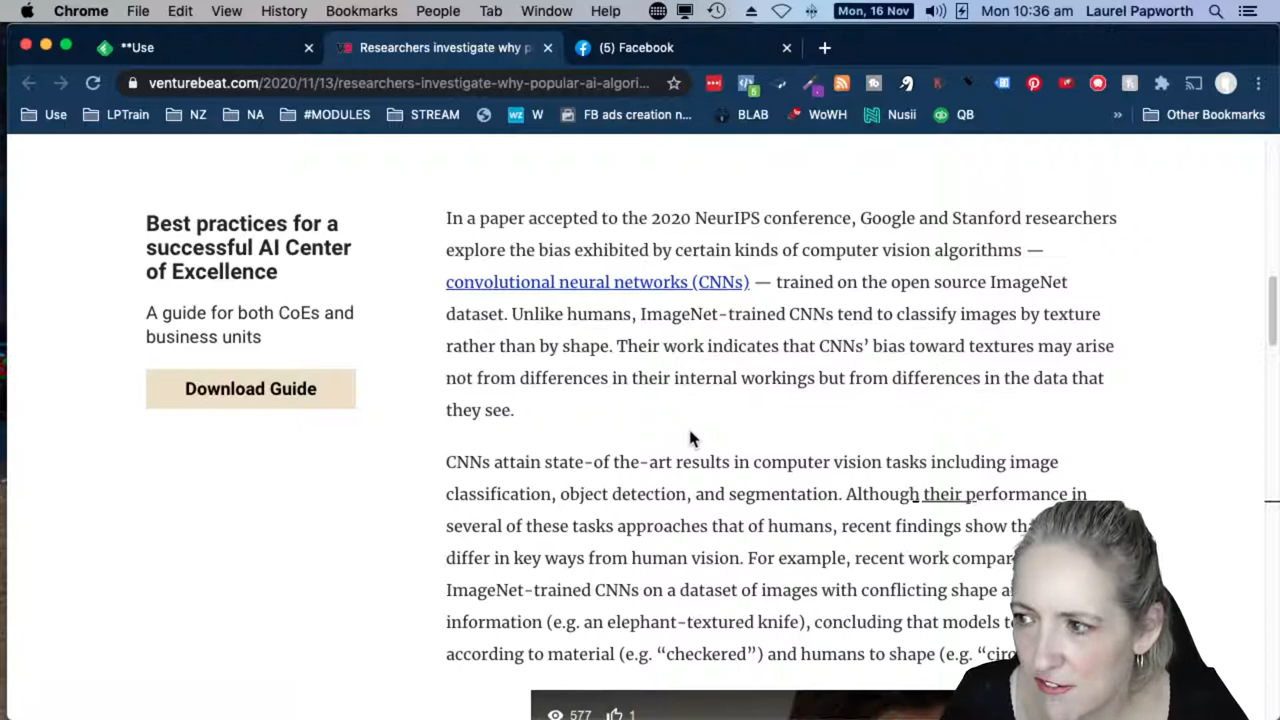 Chrome File Edit View History Bookmarks People Tab Window Help Mon, 16 Nov Mon 10:36 am Laurel Papworth
**Use
Researchers investigate why p
(5) Facebook
venturebeat.com/2020/11/13/researchers-investigate-why-popular-ai-algori...
Use LPTrain NZ NA #MODULES STREAM W FB ads creation n... BLAB WoWH Nusii QB » Other Bookmarks
Best practices for a
successful AI Center
of Excellence
A guide for both CoEs and
business units
Download Guide
In a paper accepted to the 2020 NeurIPS conference, Google and Stanford researchers
explore the bias exhibited by certain kinds of computer vision algorithms —
convolutional neural networks (CNNs) — trained on the open source ImageNet
dataset. Unlike humans, ImageNet-trained CNNs tend to classify images by texture
rather than by shape. Their work indicates that CNNs’ bias toward textures may arise
not from differences in their internal workings but from differences in the data that
they see.
CNNs attain state-of the-art results in computer vision tasks including image
classification, object detection, and segmentation. Although their performance in
several of these tasks approaches that of humans, recent findings show
differ in key ways from human vision. For example, recent work
ImageNet-trained CNNs on a dataset of images with conflicting shape
information (e.g. an elephant-textured knife), concluding that models
according to material (e.g. “checkered”) and humans to shape (e.g.
577 1